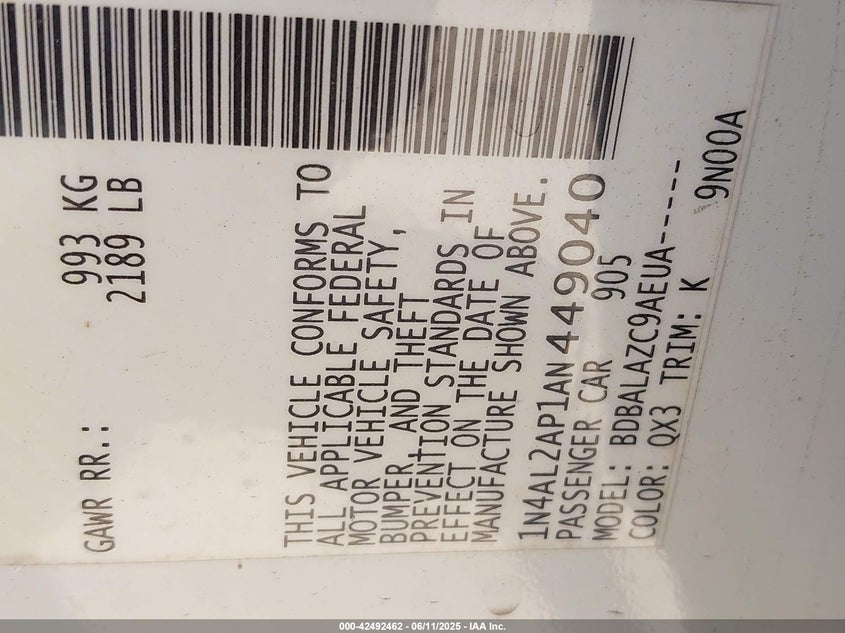 GAWR RR.: 993 KG
2189 LB
THIS VEHICLE CONFORMS TO
ALL APPLICABLE FEDERAL
MOTOR VEHICLE SAFETY,
BUMPER, AND THEFT
PREVENTION STANDARDS IN
EFFECT ON THE DATE OF
MANUFACTURE SHOWN ABOVE.
1N4AL2AP1AN449040
PASSENGER CAR 905
MODEL: BDBALAZC9AEUA-----
COLOR: QX3 TRIM: K 9N00A
000-42492462 - 06/11/2025 - IAA Inc.